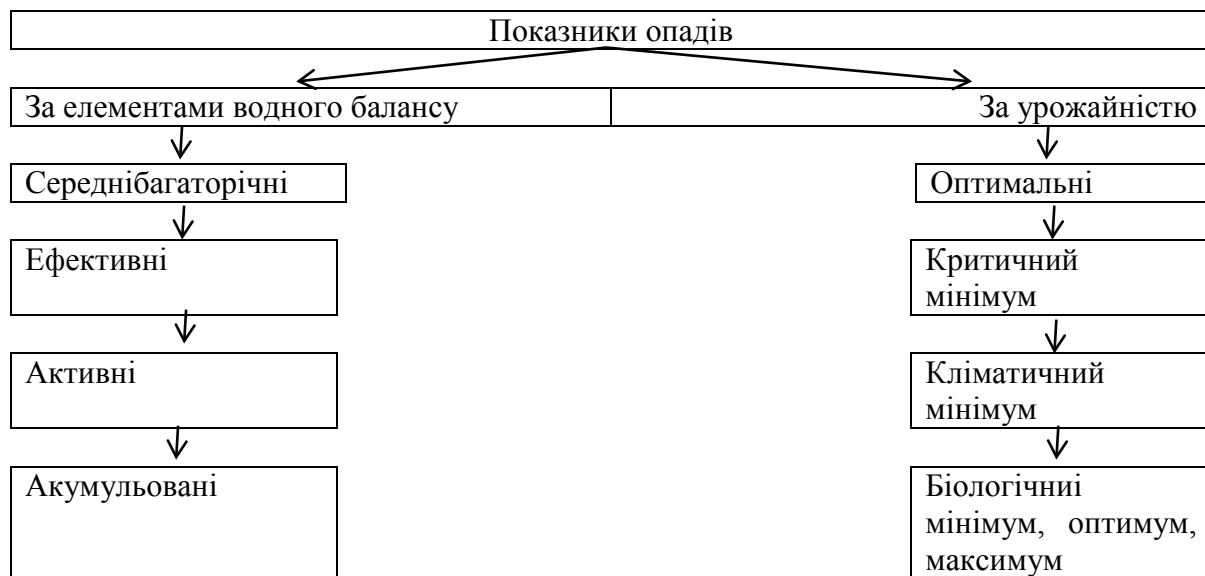 Показники опадів
За елементами водного балансу
За урожайністю
Середнібагаторічні
Оптимальні
Ефективні
Критичний
мінімум
Активні
Кліматичний
мінімум
Акумульовані
Біологічниі
мінімум, оптимум,
максимум